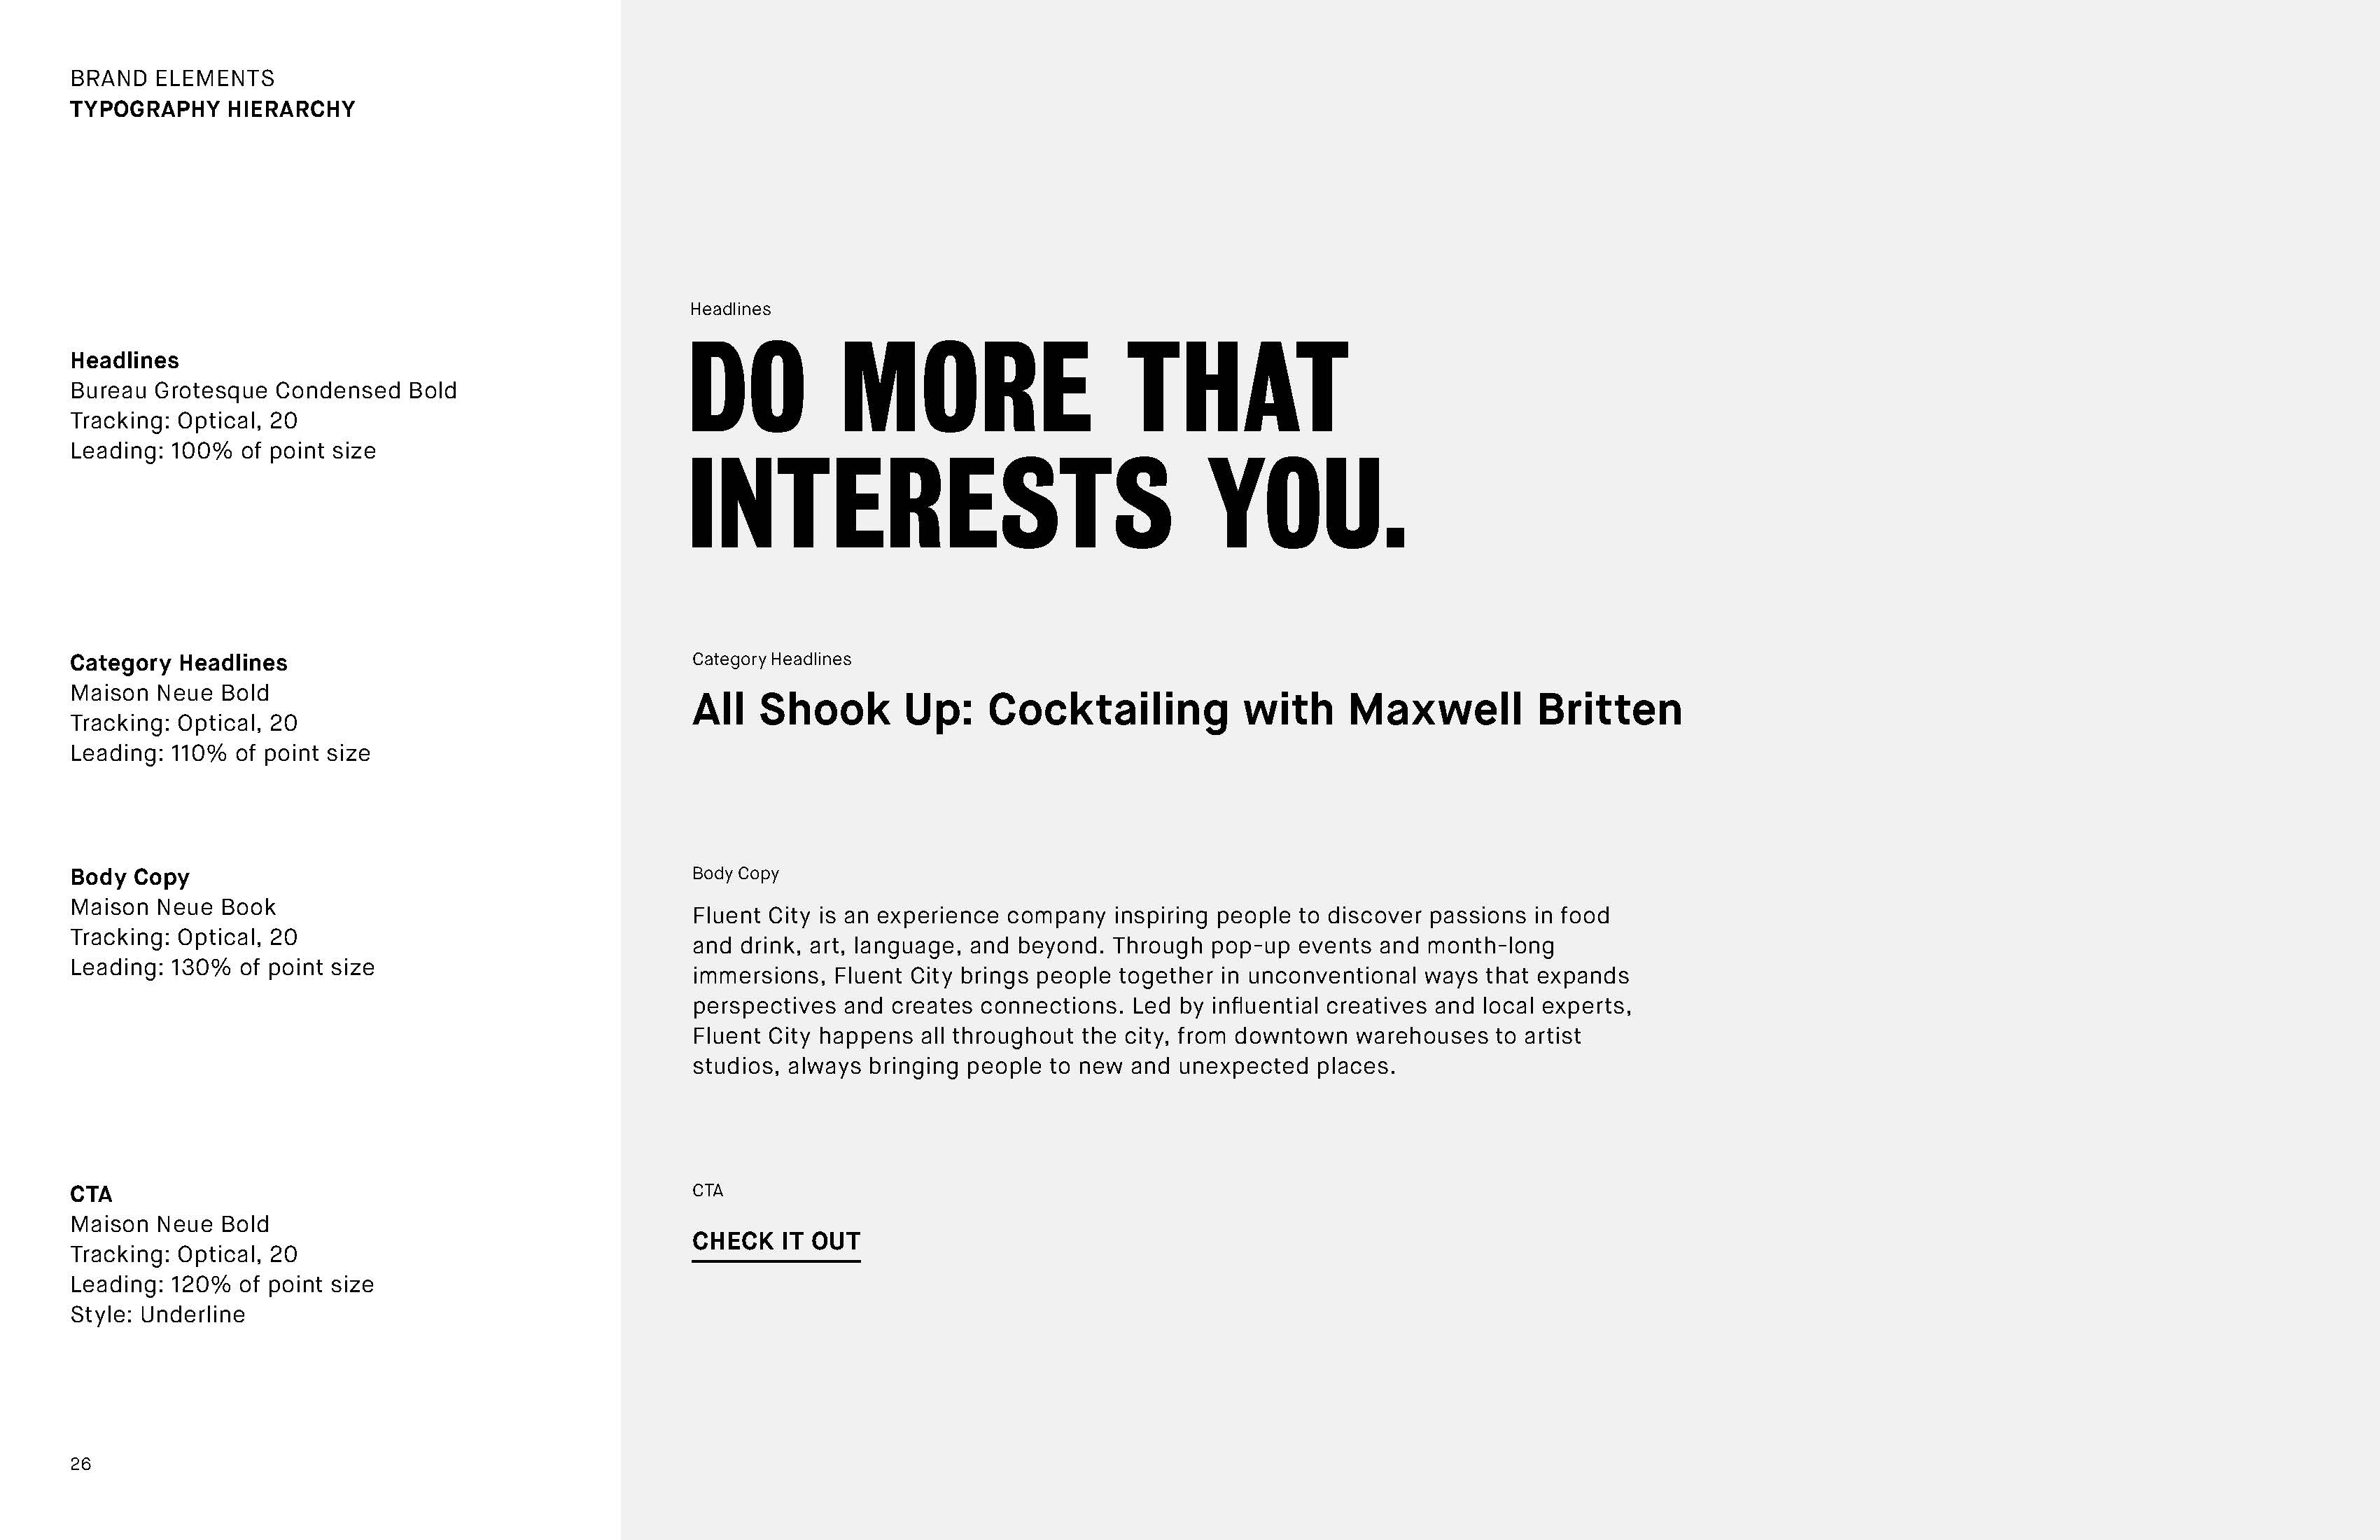 BRAND ELEMENTS
TYPOGRAPHY HIERARCHY
Headlines
Bureau Grotesque Condensed Bold
Tracking: Optical, 20
Leading: 100% of point size
Category Headlines
Maison Neue Bold
Tracking: Optical, 20
Leading: 110% of point size
Body Copy
Maison Neue Book
Tracking: Optical, 20
Leading: 130% of point size
CTA
Maison Neue Bold
Tracking: Optical, 20
Leading: 120% of point size
Style: Underline
26
Headlines
DO MORE THAT
INTERESTS YOU.
Category Headlines
All Shook Up: Cocktailing with Maxwell Britten
Body Copy
Fluent City is an experience company inspiring people to discover passions in food
and drink, art, language, and beyond. Through pop-up events and month-long
immersions, Fluent City brings people together in unconventional ways that expands
perspectives and creates connections. Led by influential creatives and local experts,
Fluent City happens all throughout the city, from downtown warehouses to artist
studios, always bringing people to new and unexpected places.
CTA
CHECK IT OUT